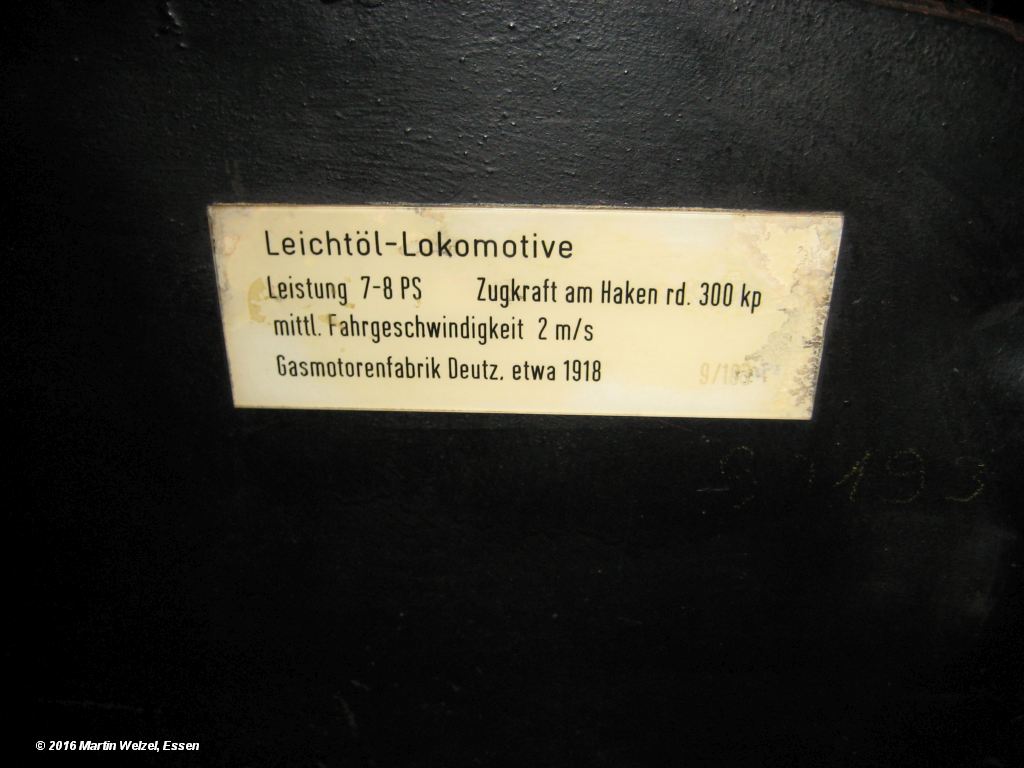 Leichtöl-Lokomotive
Leistung 7-8 PS Zugkraft am Haken rd. 300 kp
mittl. Fahrgeschwindigkeit 2 m/s
Gasmotorenfabrik Deutz. etwa 1918
© 2016 Martin Welzel, Essen